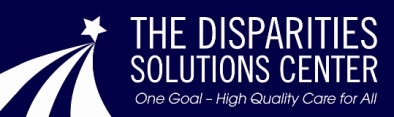 THE DISPARITIES
SOLUTIONS CENTER
One Goal – High Quality Care for All